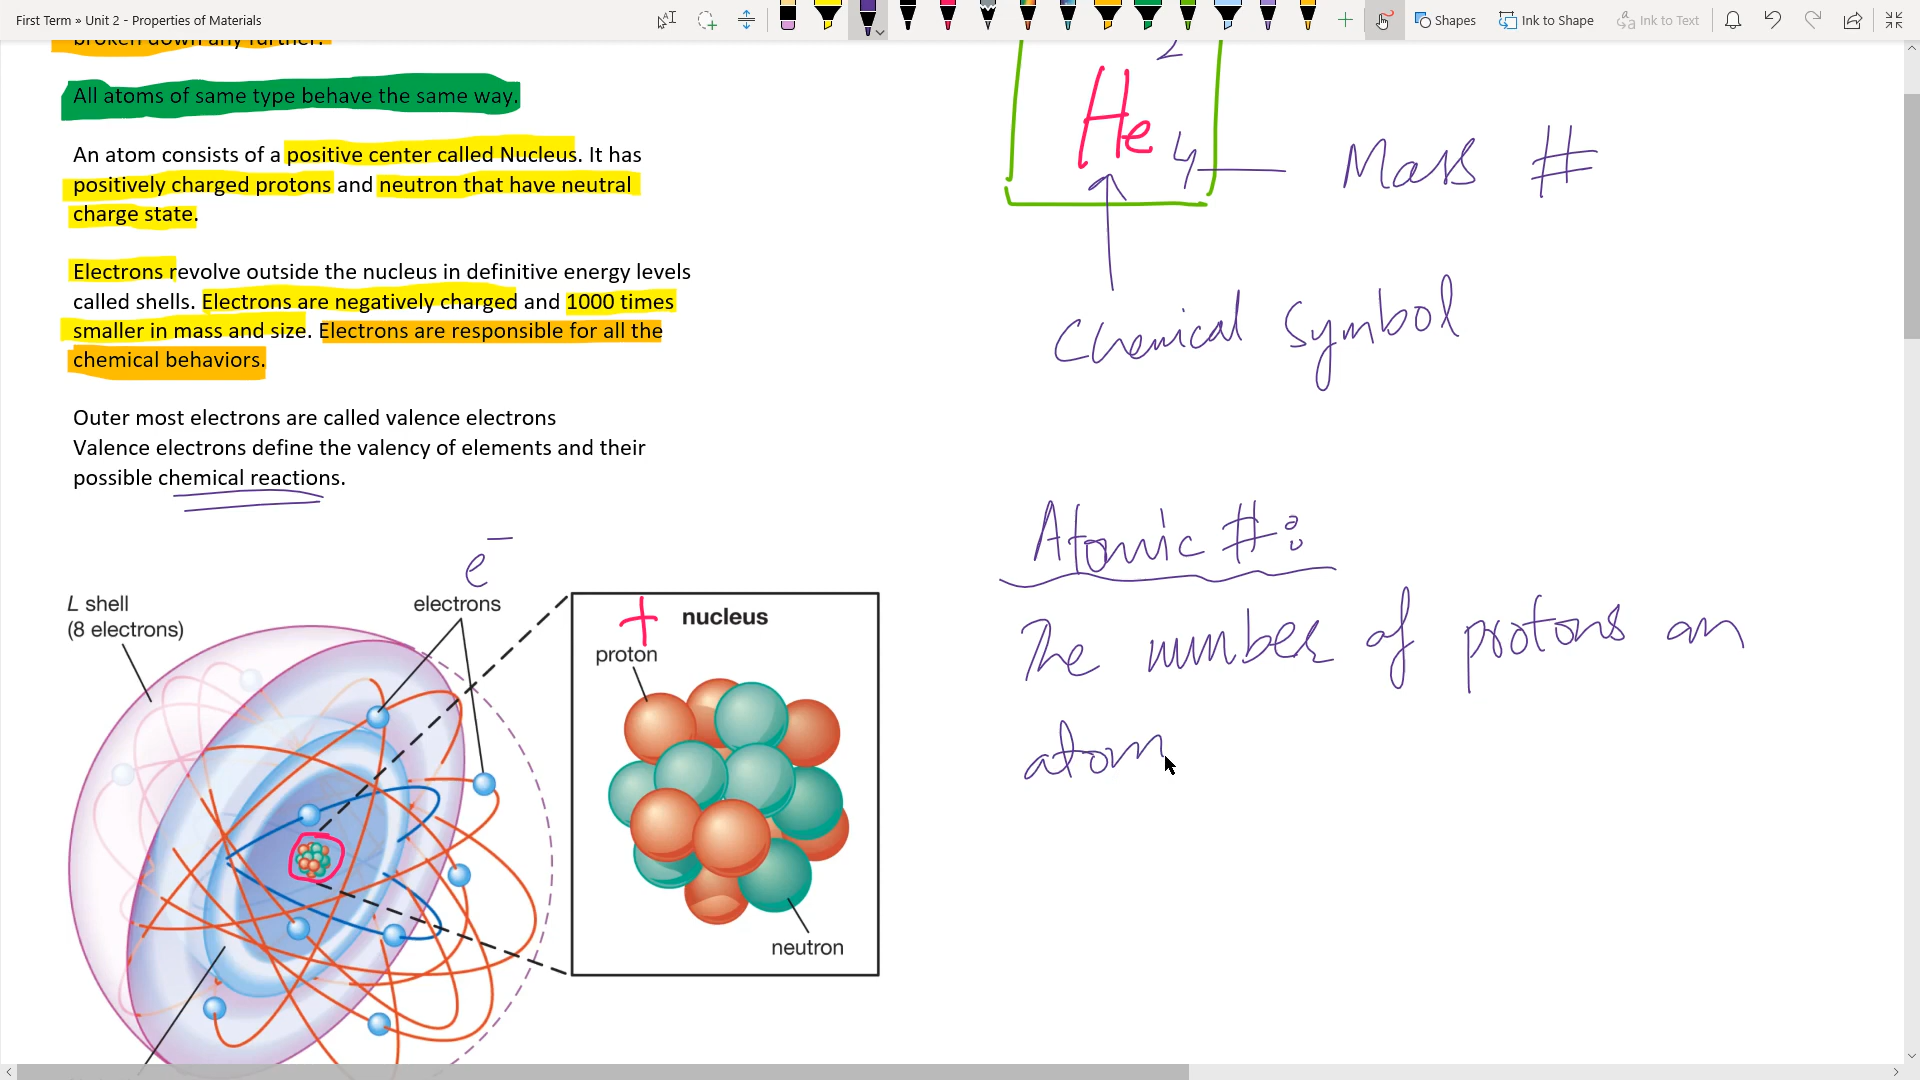 First Term » Unit 2 - Properties of Materials
Shapes
Ink to Shape
Ink to Text
broken down any further.
All atoms of same type behave the same way.
An atom consists of a positive center called Nucleus. It has
positively charged protons and neutron that have neutral
charge state.
Electrons revolve outside the nucleus in definitive energy levels
called shells. Electrons are negatively charged and 1000 times
smaller in mass and size. Electrons are responsible for all the
chemical behaviors.
Outer most electrons are called valence electrons
Valence electrons define the valency of elements and their
possible chemical reactions.
e−
L shell
(8 electrons)
electrons
+
nucleus
proton
neutron
2
He
4
Mass #
Chemical Symbol
Atomic #:
The number of protons an
atom